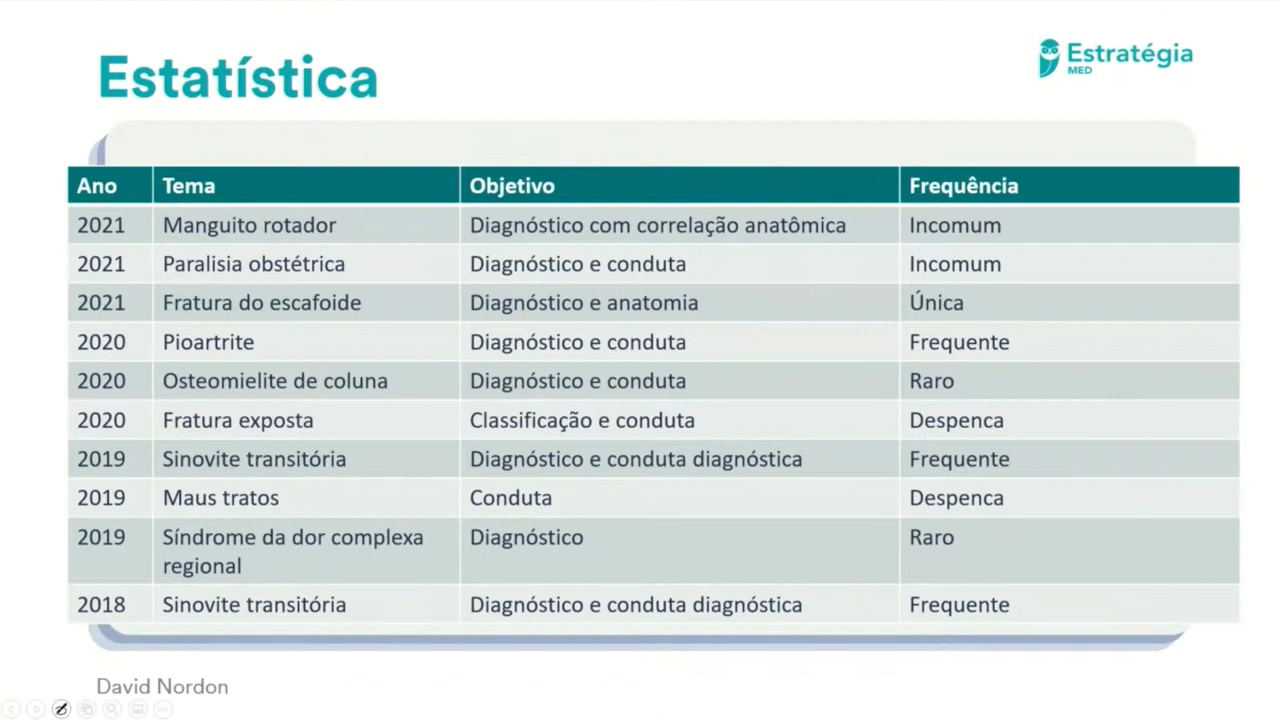 Estatística
Estratégia
MED
Ano Tema Objetivo Frequência
2021 Manguito rotador Diagnóstico com correlação anatômica Incomum
2021 Paralisia obstétrica Diagnóstico e conduta Incomum
2021 Fratura do escafoide Diagnóstico e anatomia Única
2020 Pioartrite Diagnóstico e conduta Frequente
2020 Osteomielite de coluna Diagnóstico e conduta Raro
2020 Fratura exposta Classificação e conduta Despenca
2019 Sinovite transitória Diagnóstico e conduta diagnóstica Frequente
2019 Maus tratos Conduta Despenca
2019 Síndrome da dor complexa Diagnóstico Raro
regional
2018 Sinovite transitória Diagnóstico e conduta diagnóstica Frequente
David Nordon